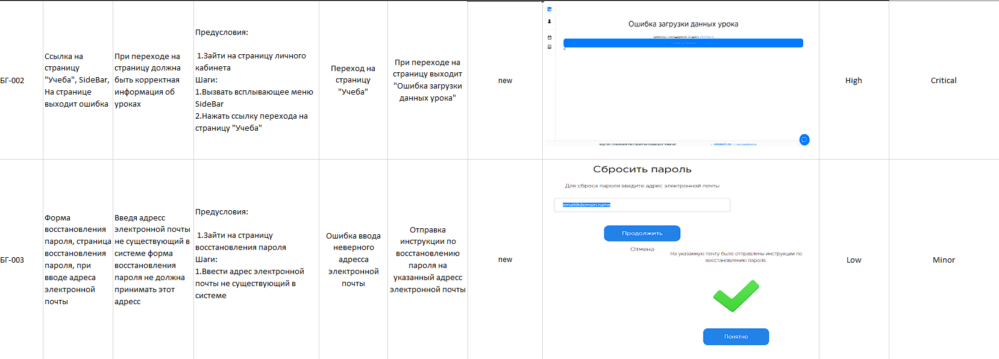 БГ-002
Ссылка на
страницу
"Учеба", SideBar,
На странице
выходит ошибка
При переходе на
страницу должна
быть корректная
информация об
уроках
Предусловия:
1.Зайти на страницу личного
кабинета
Шаги:
1.Вызвать всплывающее меню
SideBar
2.Нажать ссылку перехода на
страницу "Учеба"
Переход на
страницу
"Учеба"
При переходе на
страницу выходит
"Ошибка загрузки
данных урока"
new
Ошибка загрузки данных урока
High
Critical
БГ-003
Форма
восстановления
пароля, страница
восстановления
пароля, при
вводе адреса
электронной
почты
Введя адресс
электронной почты
не существующий в
системе форма
восстановления
пароля не должна
принимать этот
адресс
Предусловия:
1.Зайти на страницу
восстановления пароля
Шаги:
1.Ввести адрес электронной
почты не существующий в
системе
Ошибка ввода
неверного
адресса
электронной
почты
Отправка
инструкции по
восстановлению
пароля на
указанный адресс
электронной почты
new
Сбросить пароль
Для сброса пароля введите адрес электронной почты
email@domain.name
Продолжить
Отмена
На указанную почту было отправлены инструкции по
восстановлению пароля.
Понятно
Low
Minor